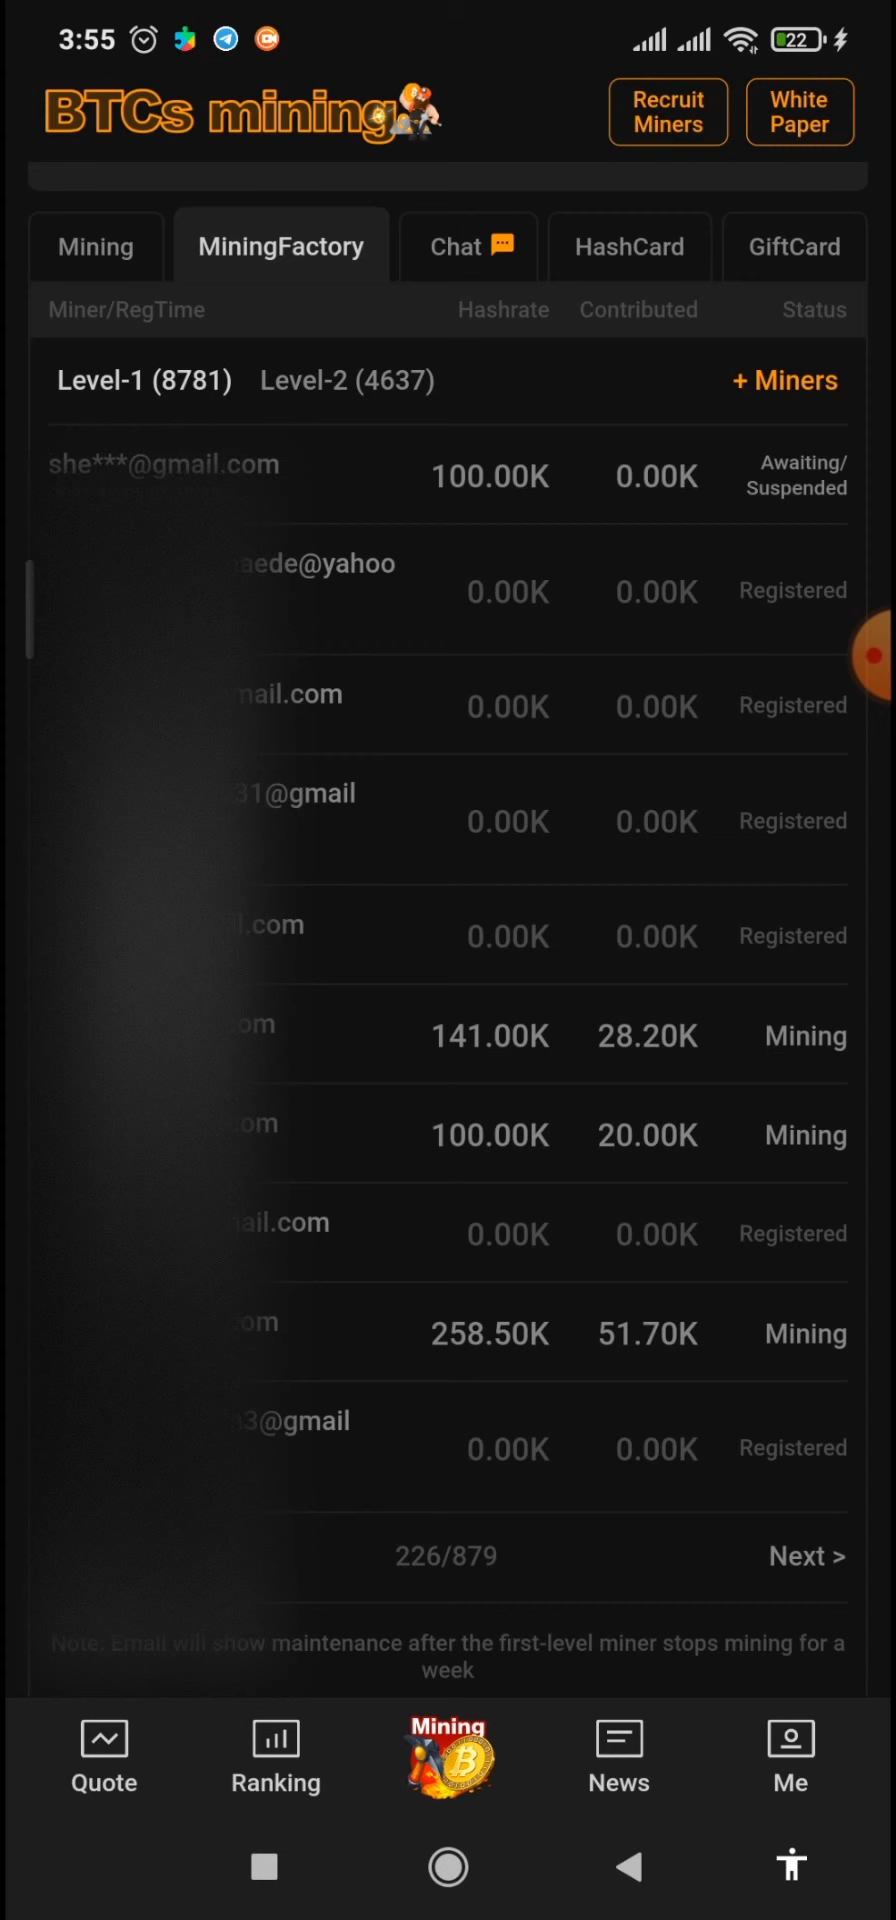 3:55
22
BTCs mining
Recruit
Miners
White
Paper
Mining
MiningFactory
Chat
HashCard
GiftCard
Miner/RegTime Hashrate Contributed Status
Level-1 (8781) Level-2 (4637) + Miners
she***@gmail.com 100.00K 0.00K Awaiting/
Suspended
aede@yahoo
0.00K 0.00K Registered
mail.com
0.00K 0.00K Registered
31@gmail
0.00K 0.00K Registered
il.com
0.00K 0.00K Registered
om
141.00K 28.20K Mining
.com
100.00K 20.00K Mining
ail.com
0.00K 0.00K Registered
.com
258.50K 51.70K Mining
3@gmail
0.00K 0.00K Registered
226/879 Next >
Note: Email will show maintenance after the first-level miner stops mining for a
week
Mining
Quote
Ranking
News
Me